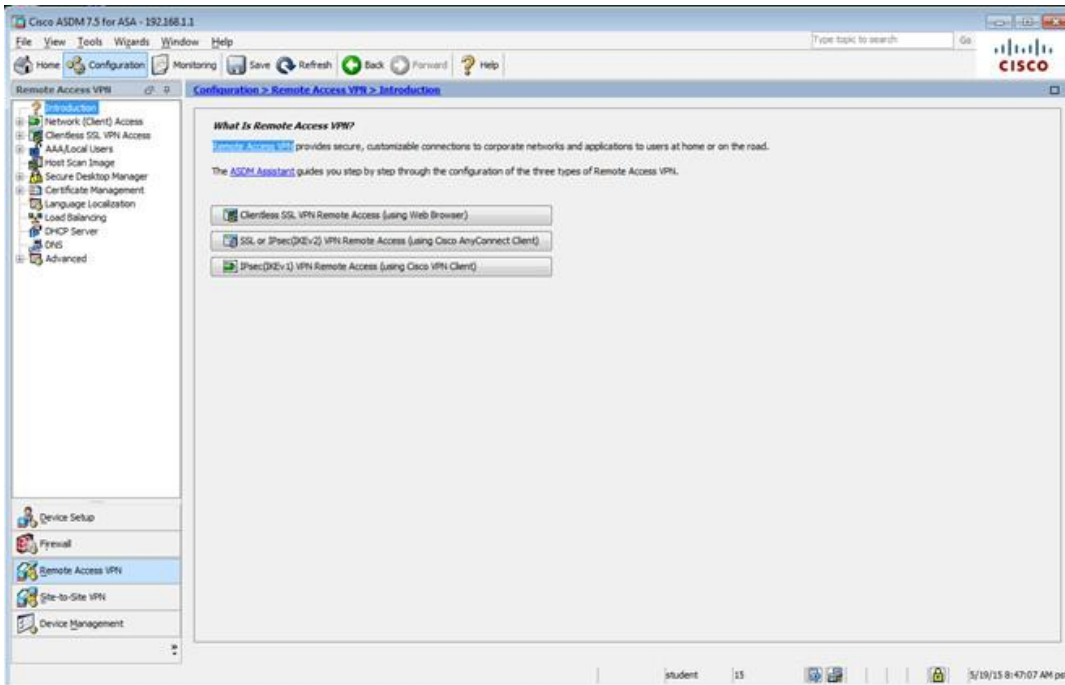 Cisco ASDM 7.5 for ASA - 192.168.1.1
File View Tools Wizards Window Help
Type topic to search Go
Home Configuration Monitoring Save Refresh Back Forward Help
CISCO
Remote Access VPN
Configuration > Remote Access VPN > Introduction
Introduction
Network (Client) Access
Clientless SSL VPN Access
AAA/Local Users
Host Scan Image
Secure Desktop Manager
Certificate Management
Language Localization
Load Balancing
DHCP Server
DNS
Advanced
What Is Remote Access VPN?
Remote Access VPN provides secure, customizable connections to corporate networks and applications to users at home or on the road.
The ASDM Assistant guides you step by step through the configuration of the three types of Remote Access VPN.
Clientless SSL VPN Remote Access (using Web Browser)
SSL or IPsec(IKEv2) VPN Remote Access (using Cisco AnyConnect Client)
IPsec(IKEv1) VPN Remote Access (using Cisco VPN Client)
Device Setup
Firewall
Remote Access VPN
Site-to-Site VPN
Device Management
student 15 5/19/15 8:47:07 AM